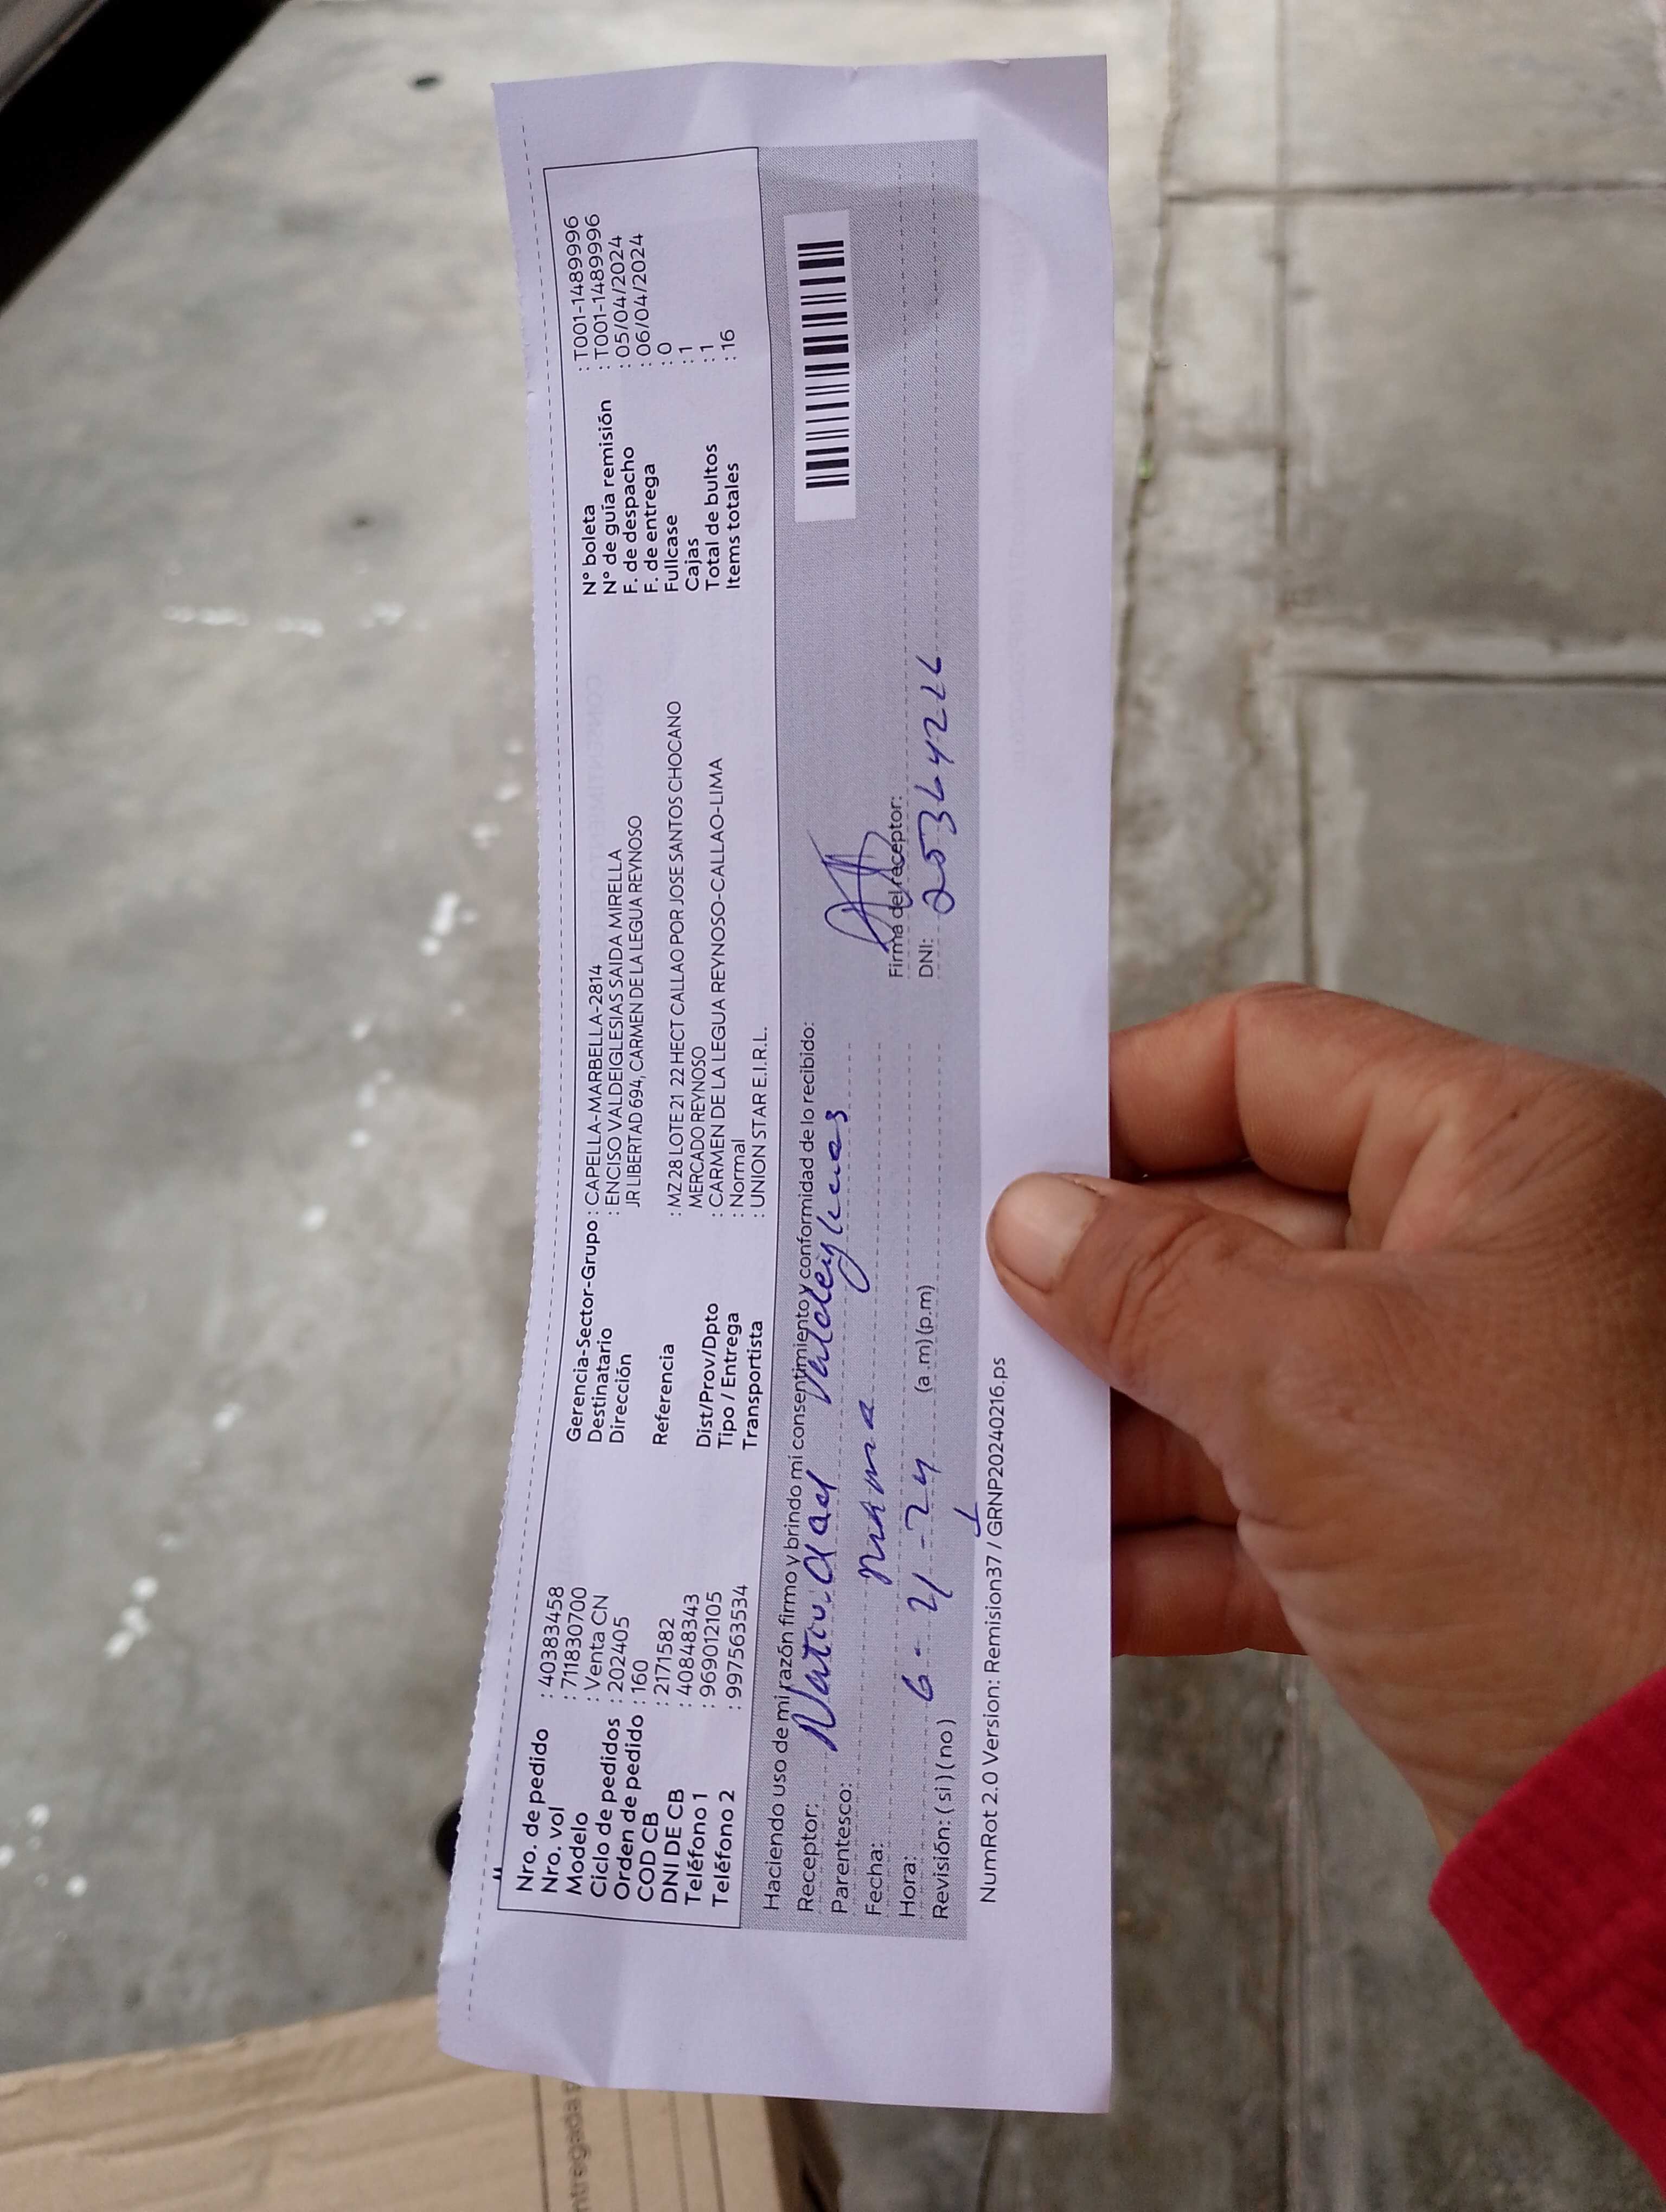 Nro. de pedido : 40383458
Nro. vol : 711830700
Modelo : Venta CN
Ciclo de pedidos : 202405
Orden de pedido : 160
COD CB : 2171582
DNI DE CB : 40848343
Teléfono 1 : 969012105
Teléfono 2 : 997563534
Gerencia-Sector-Grupo : CAPELLA-MARBELLA-2814
Destinatario : ENCISO VALDEIGLESIAS SAIDA MIRELLA
Dirección JR LIBERTAD 694, CARMEN DE LA LEGUA REYNOSO
Referencia : MZ 28 LOTE 21 22 HECT CALLAO POR JOSE SANTOS CHOCANO
MERCADO REYNOSO
Dist/Prov/Dpto : CARMEN DE LA LEGUA REYNOSO-CALLAO-LIMA
Tipo / Entrega : Normal
Transportista : UNION STAR E.I.R.L.
N° boleta : T001-1489996
N° de guía remisión : T001-1489996
F. de despacho : 05/04/2024
F. de entrega : 06/04/2024
Fullcase : 0
Cajas : 1
Total de bultos : 1
Items totales : 16
Haciendo uso de mi razón firmo y brindo mi consentimiento y conformidad de lo recibido:
Receptor:
Parentesco: mama
Fecha:
Hora: 6-4-24 (a.m) (p.m)
Revisión: ( si ) ( no )
Firma del receptor:
DNI:
NumRot 2.0 Version: Remision37 / GRNP20240216.ps
ntregadas